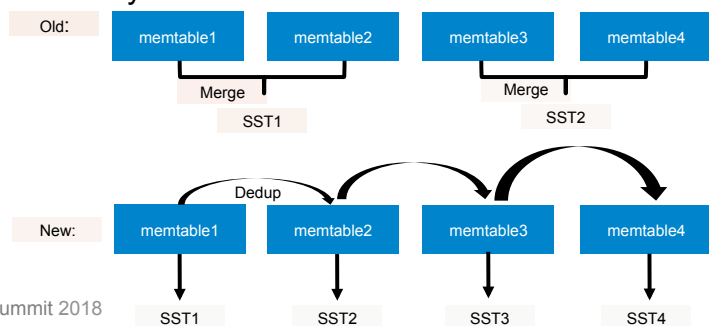 Old:
memtable1 memtable2 memtable3 memtable4
Merge Merge
SST1 SST2
Dedup
New: memtable1 memtable2 memtable3 memtable4
ummit 2018
SST1 SST2 SST3 SST4